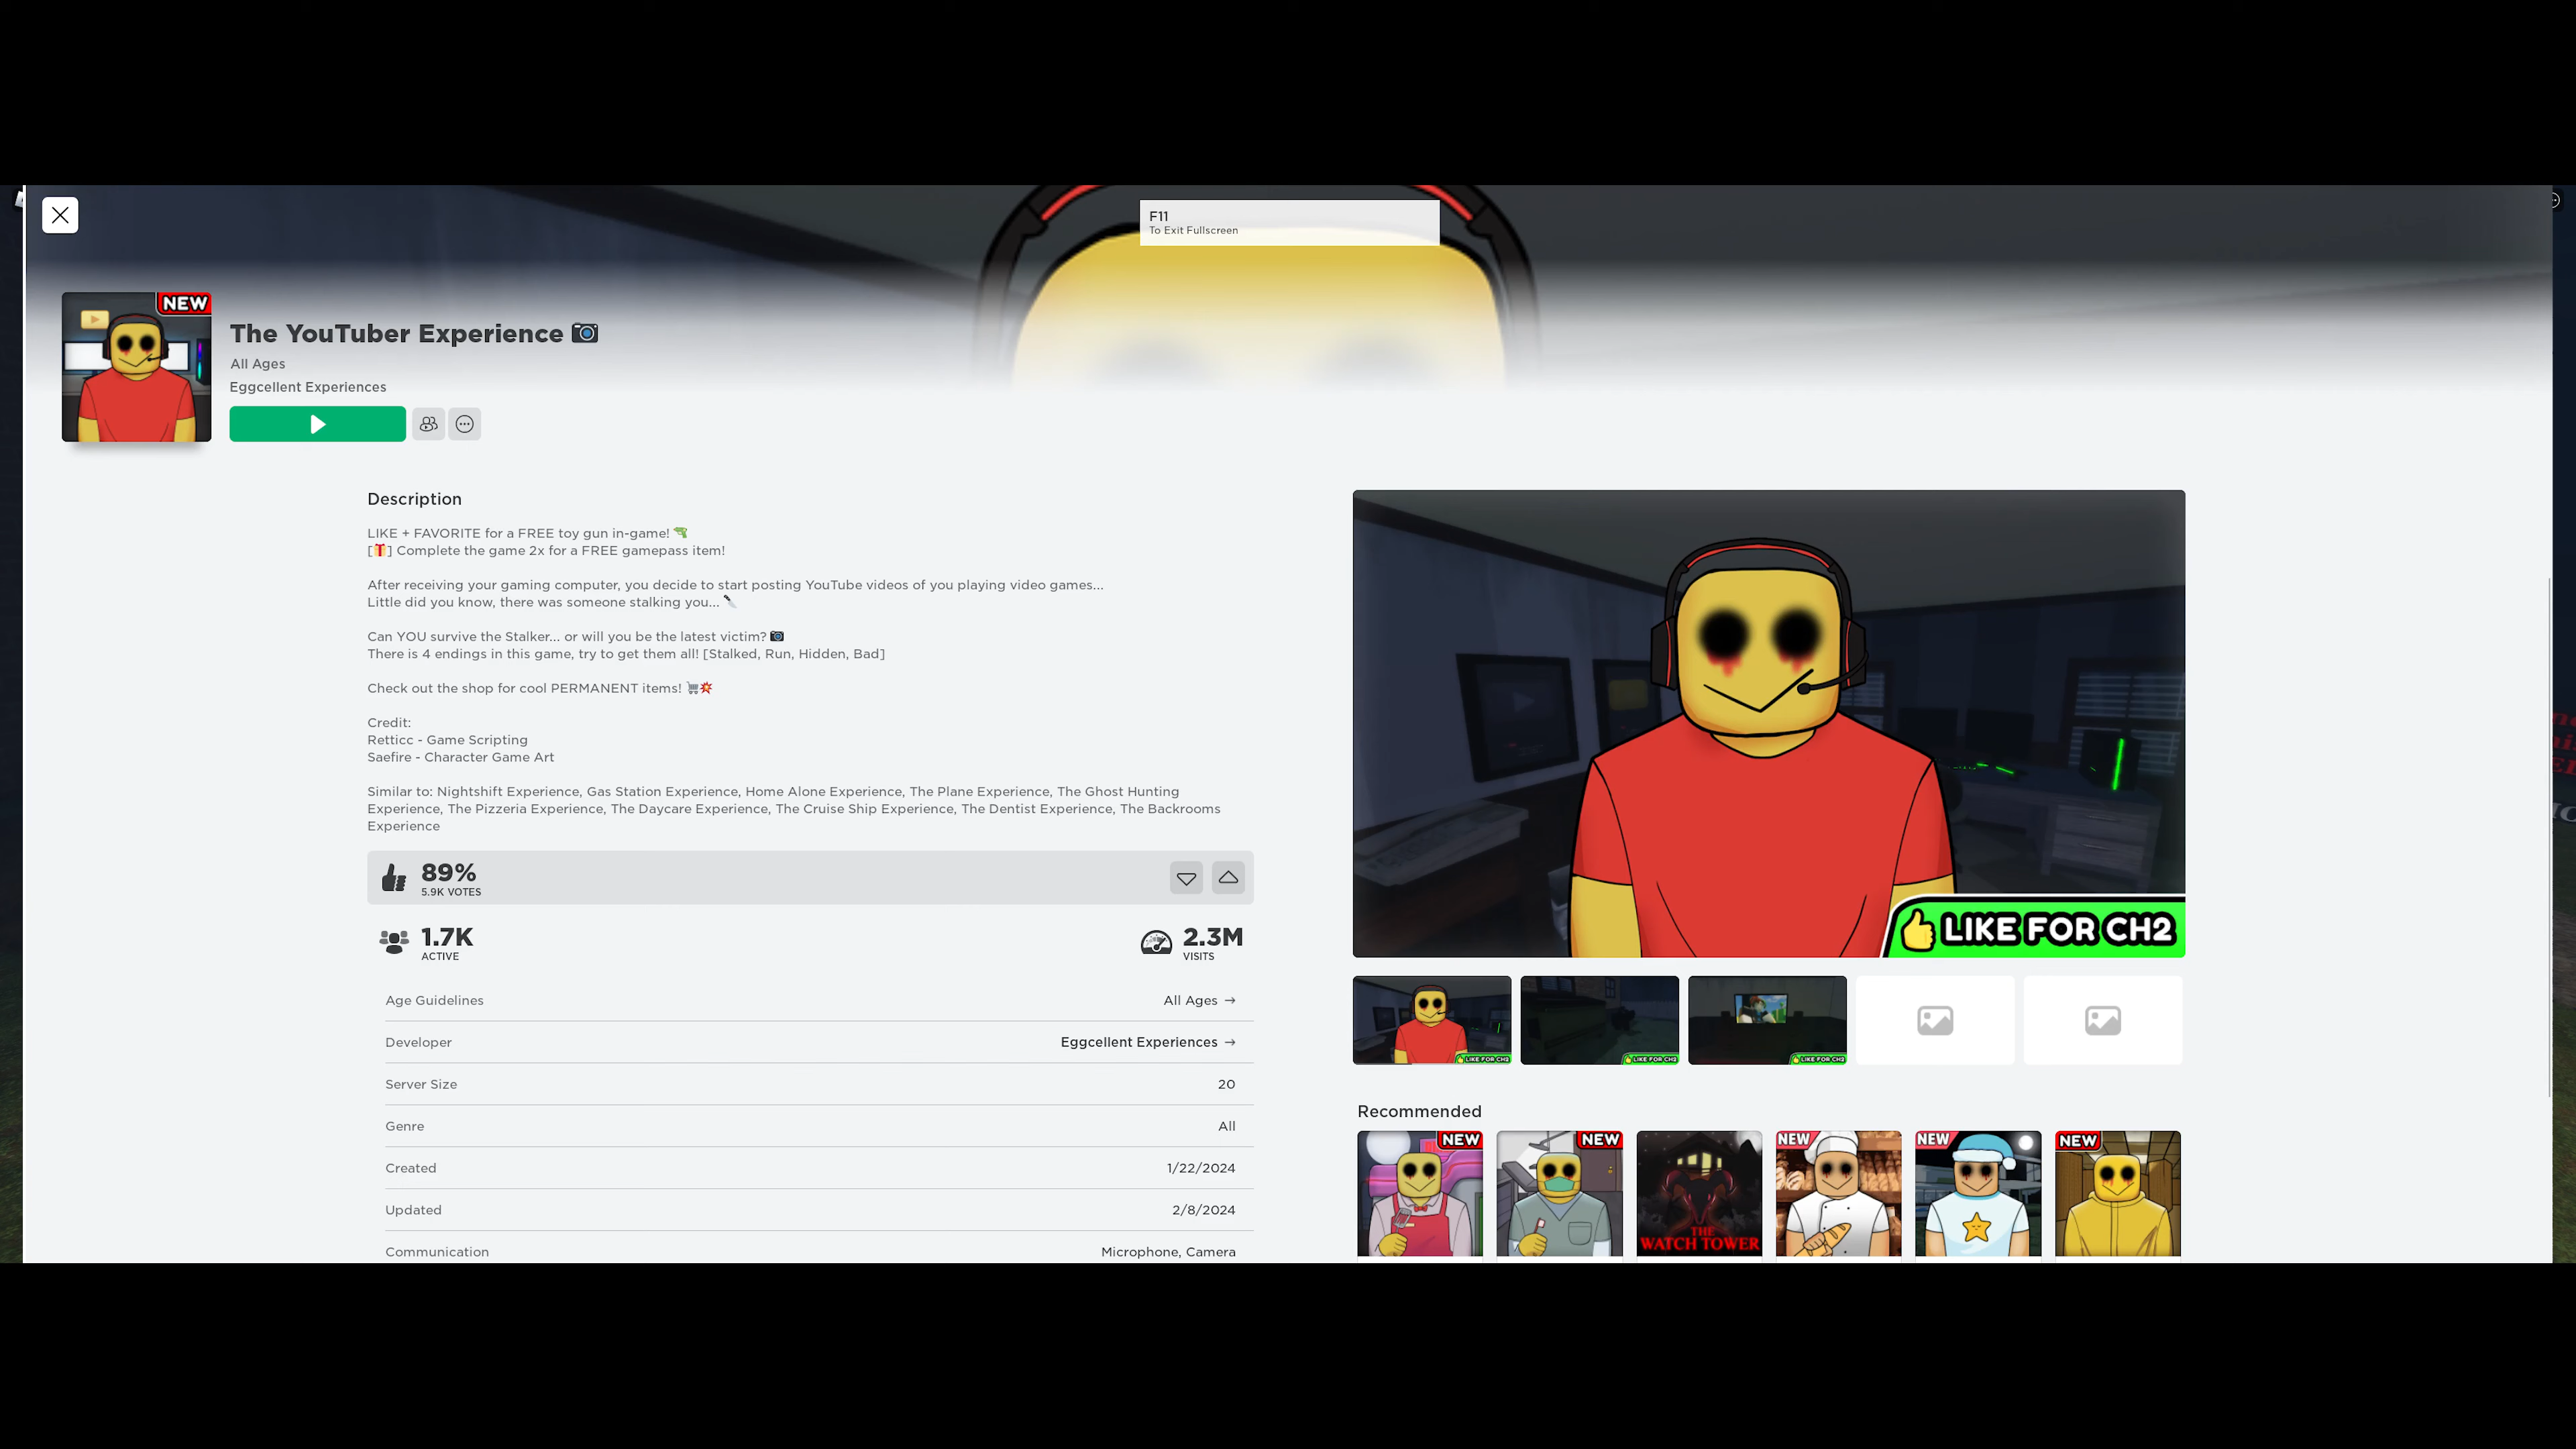 F11
To Exit Fullscreen
NEW
The YouTuber Experience 📷
All Ages
Eggcellent Experiences
Description
LIKE + FAVORITE for a FREE toy gun in-game! 🔫
[🎁] Complete the game 2x for a FREE gamepass item!
After receiving your gaming computer, you decide to start posting YouTube videos of you playing video games...
Little did you know, there was someone stalking you... 🔪
Can YOU survive the Stalker... or will you be the latest victim? 📷
There is 4 endings in this game, try to get them all! [Stalked, Run, Hidden, Bad]
Check out the shop for cool PERMANENT items! 🛒💥
Credit:
Retticc - Game Scripting
Saefire - Character Game Art
Similar to: Nightshift Experience, Gas Station Experience, Home Alone Experience, The Plane Experience, The Ghost Hunting
Experience, The Pizzeria Experience, The Daycare Experience, The Cruise Ship Experience, The Dentist Experience, The Backrooms
Experience
89%
5.9K VOTES
1.7K
ACTIVE
2.3M
VISITS
Age Guidelines All Ages →
Developer Eggcellent Experiences →
Server Size 20
Genre All
Created 1/22/2024
Updated 2/8/2024
Communication Microphone, Camera
LIKE FOR CH2
LIKE FOR CH2
LIKE FOR CH2
LIKE FOR CH2
Recommended
NEW
NEW
THE
WATCH TOWER
NEW
NEW
NEW